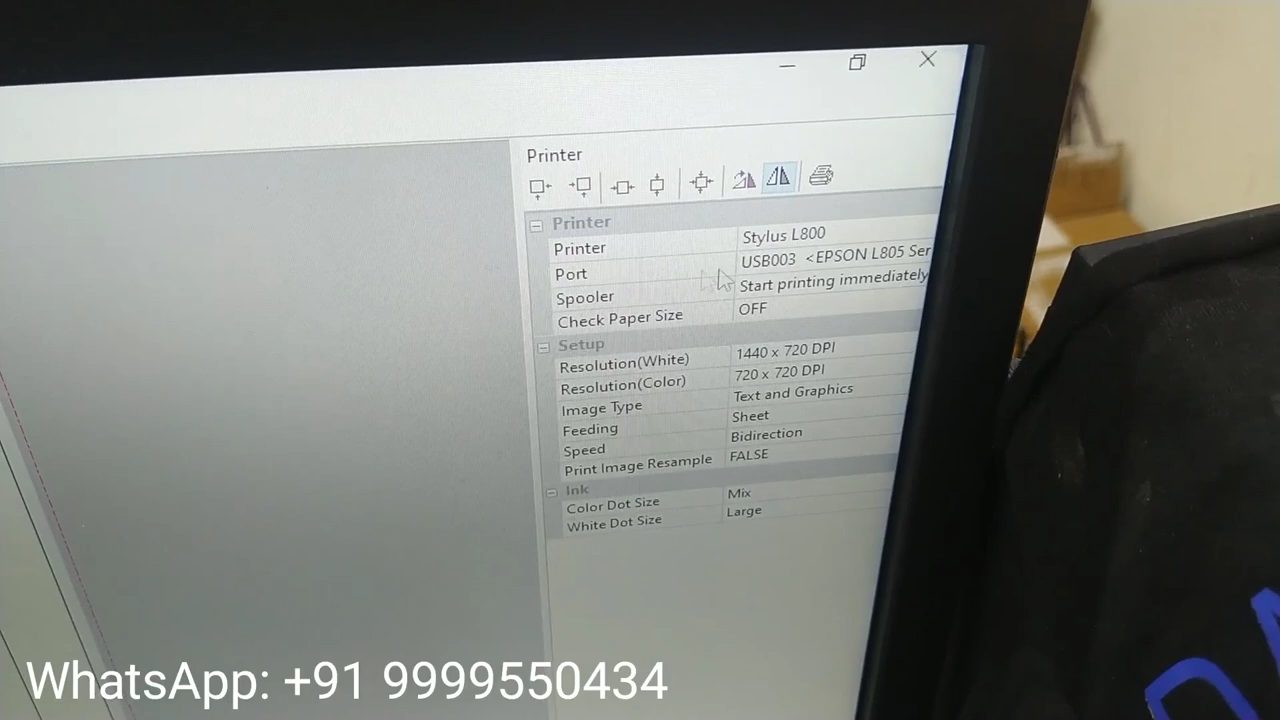 Printer
Printer
Printer Stylus L800
Port USB003 <EPSON L805 Ser
Spooler Start printing immediately
Check Paper Size OFF
Setup
Resolution(White) 1440 x 720 DPI
Resolution(Color) 720 x 720 DPI
Image Type Text and Graphics
Feeding Sheet
Speed Bidirection
Print Image Resample FALSE
Ink
Color Dot Size Mix
White Dot Size Large
WhatsApp: +91 9999550434